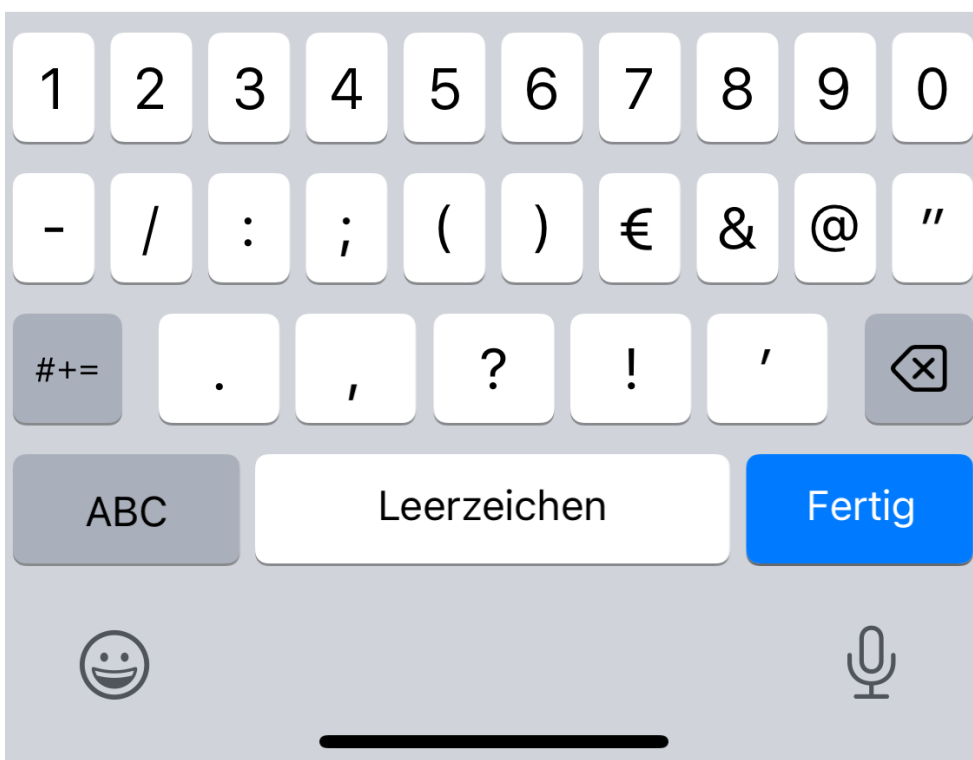 1 2 3 4 5 6 7 8 9 0
- / : ; ( ) € & @ "
#+= . , ? ! '
ABC Leerzeichen Fertig